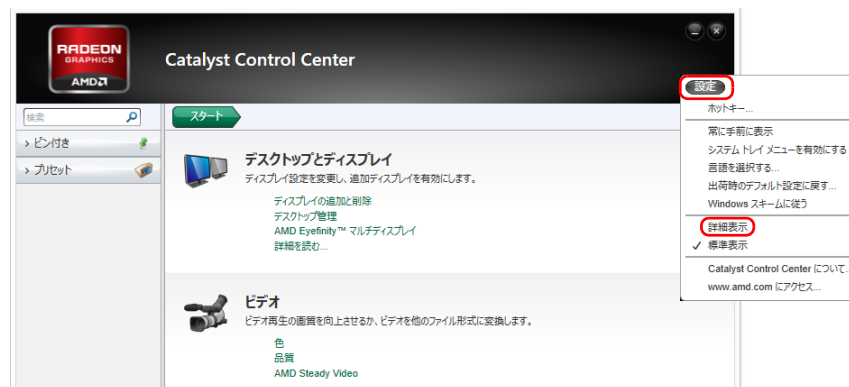 RADEON
GRAPHICS
AMD
Catalyst Control Center
設定
ホットキー...
常に手前に表示
システム トレイ メニューを有効にする
言語を選択する...
出荷時のデフォルト設定に戻す...
Windows スキームに従う
詳細表示
✓ 標準表示
Catalyst Control Center について...
www.amd.com にアクセス...
検索
スタート
> ピン付き
> プリセット
デスクトップとディスプレイ
ディスプレイ設定を変更し、追加ディスプレイを有効にします。
ディスプレイの追加と削除
デスクトップ管理
AMD Eyefinity™ マルチディスプレイ
詳細を読む...
ビデオ
ビデオ再生の画質を向上させるか、ビデオを他のファイル形式に変換します。
色
品質
AMD Steady Video